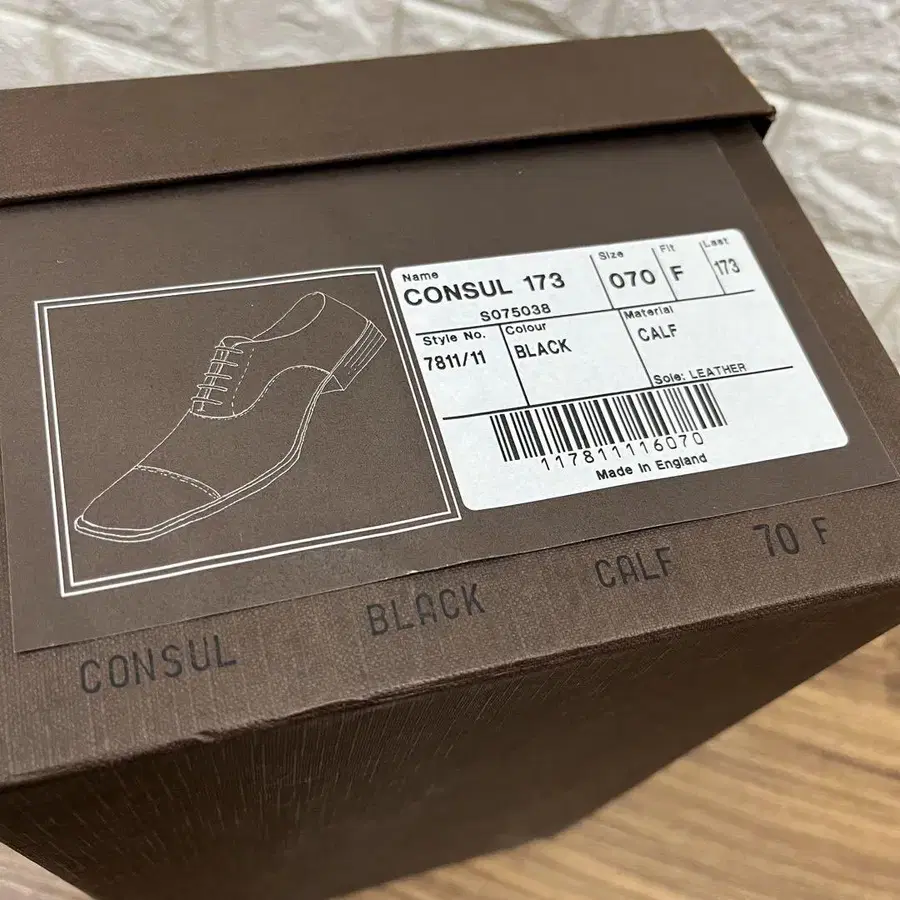 Name
CONSUL 173
S075038
Size
070
Fit
F
Last
173
Style No.
7811/11
Colour
BLACK
Material
CALF
Sole: LEATHER
117811116070
Made In England
CONSUL BLACK CALF 70 F